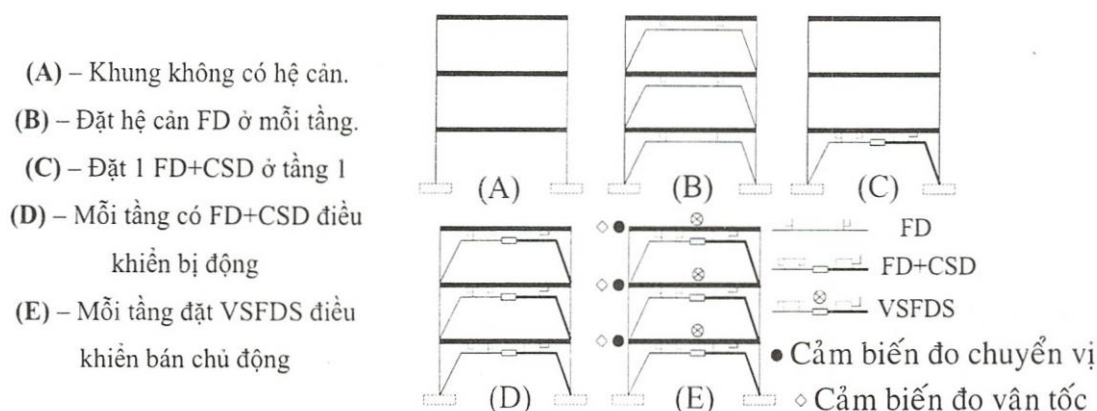 (A) – Khung không có hệ cản.
(B) – Đặt hệ cản FD ở mỗi tầng.
(C) – Đặt 1 FD+CSD ở tầng 1
(D) – Mỗi tầng có FD+CSD điều
khiển bị động
(E) – Mỗi tầng đặt VSFDS điều
khiển bán chủ động
(A)
(B)
(C)
(D)
(E)
FD
FD+CSD
VSFDS
Cảm biến đo chuyển vị
Cảm biến đo vân tốc